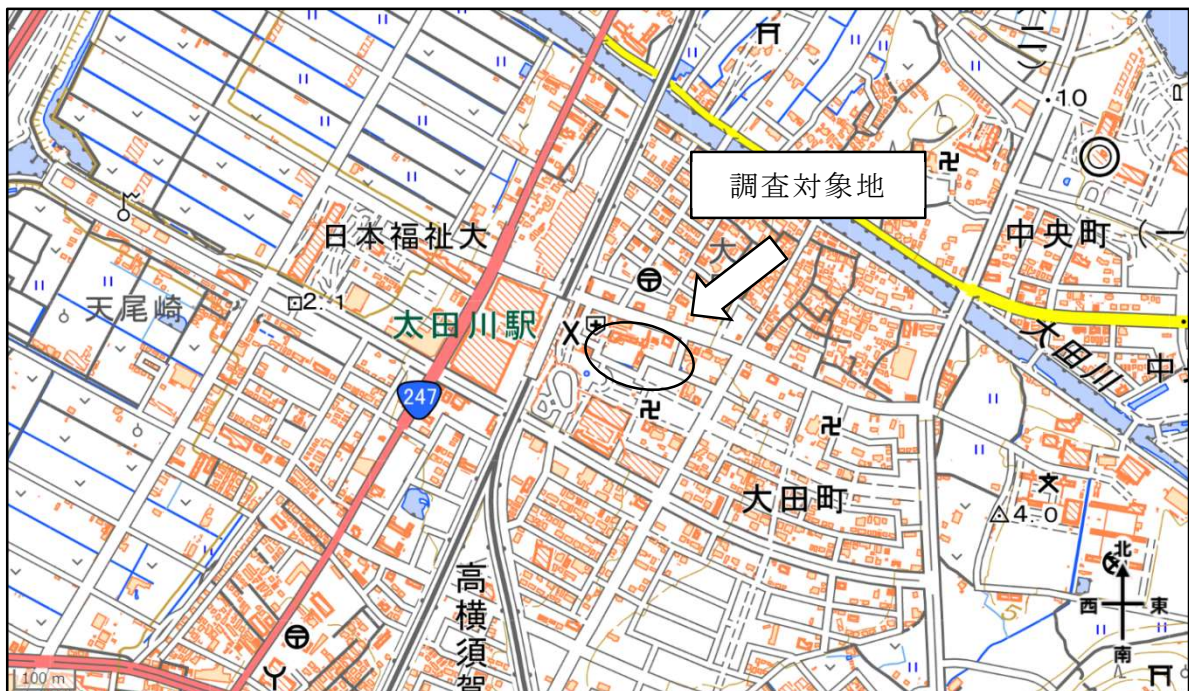 (二)
・10
調査対象地
中央町(一
日本福祉大
大
2.1
天尾崎
太田川駅
大田川
中
247
大田町
4.0
北
西 東
南
高横須賀
5
100 m